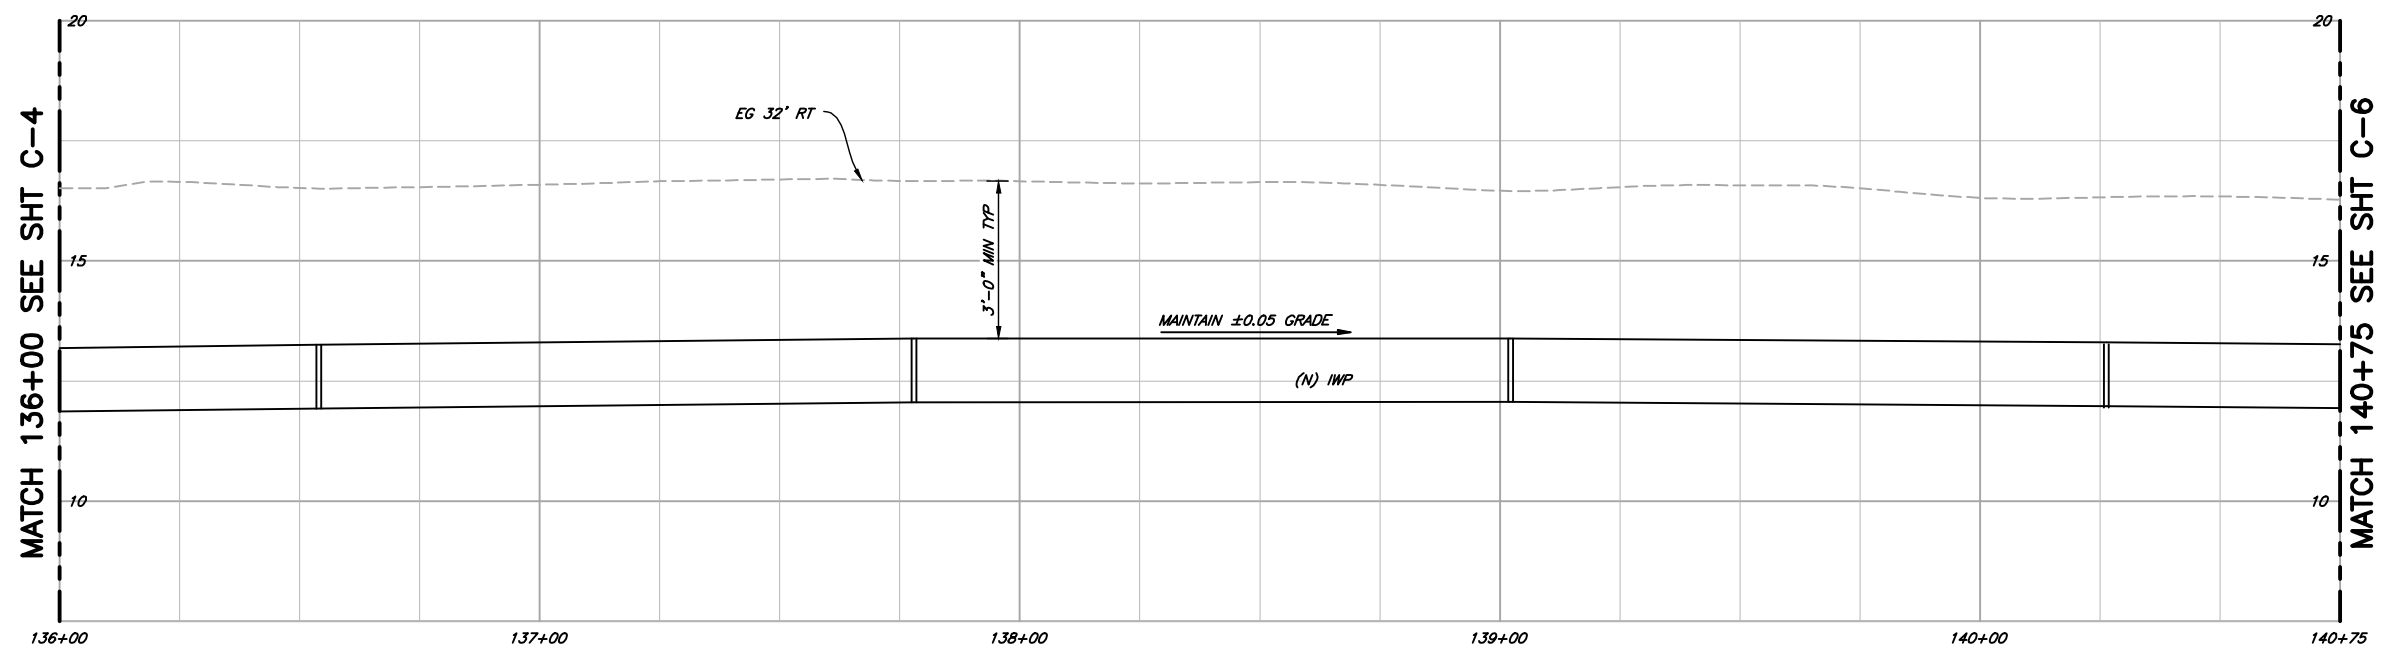 20
20
MATCH 136+00 SEE SHT C-4
MATCH 140+75 SEE SHT C-6
EG 32' RT
3'-0" MIN TYP
15
15
MAINTAIN ±0.05 GRADE
(N) IWP
10
10
136+00
137+00
138+00
139+00
140+00
140+75